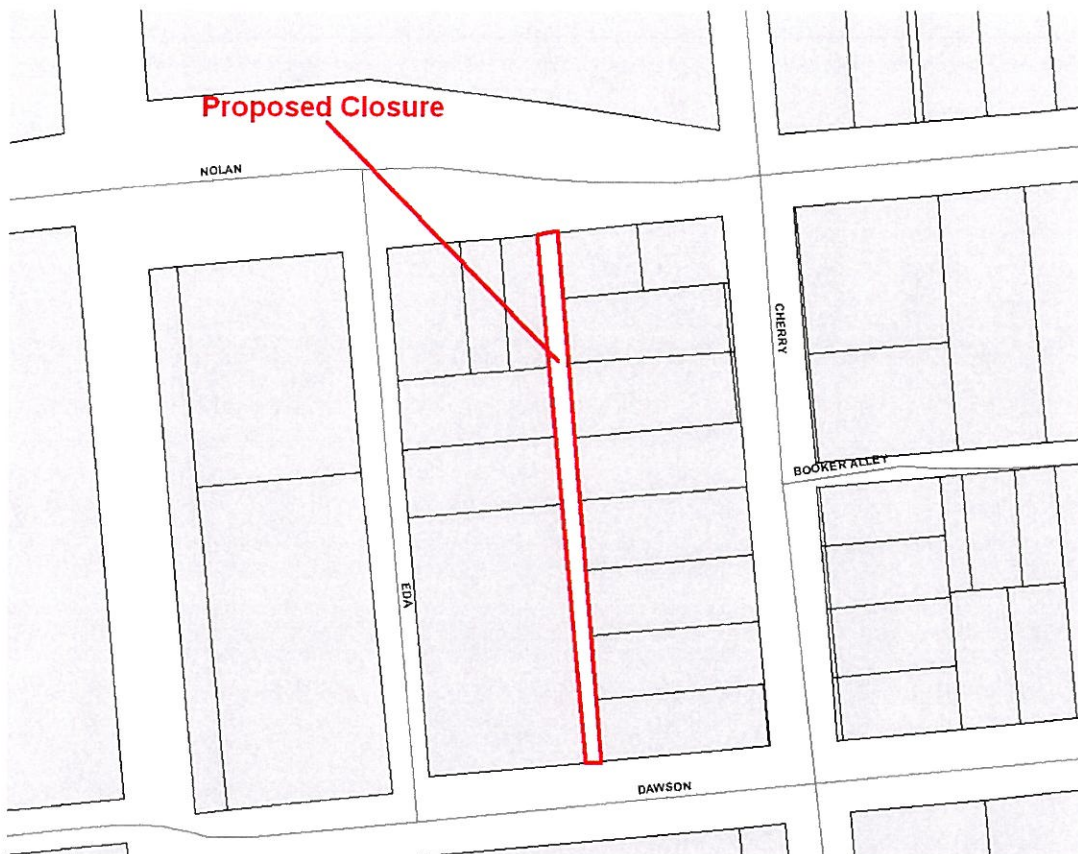 Proposed Closure
NOLAN
CHERRY
BOOKER ALLEY
EDA
DAWSON